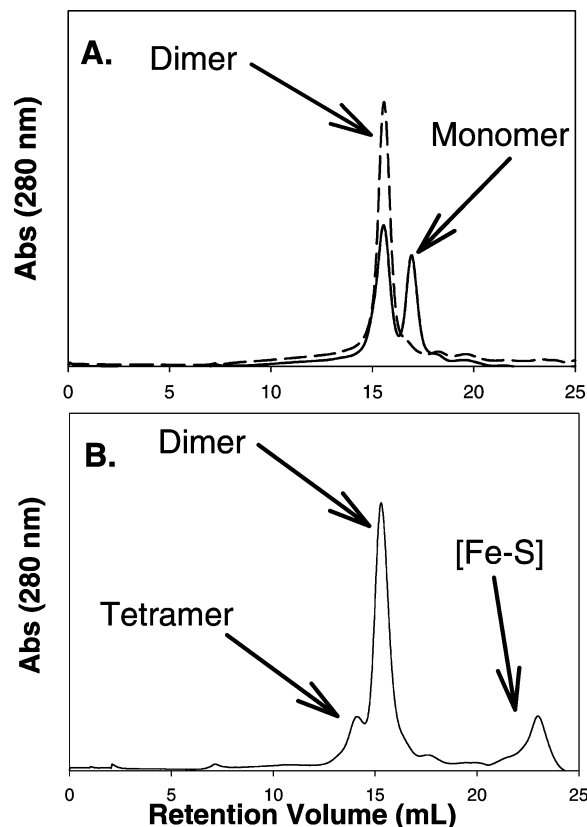 A.
Dimer
Monomer
Abs (280 nm)
0 5 10 15 20 25
B.
Dimer
[Fe-S]
Tetramer
Abs (280 nm)
0 5 10 15 20 25
Retention Volume (mL)